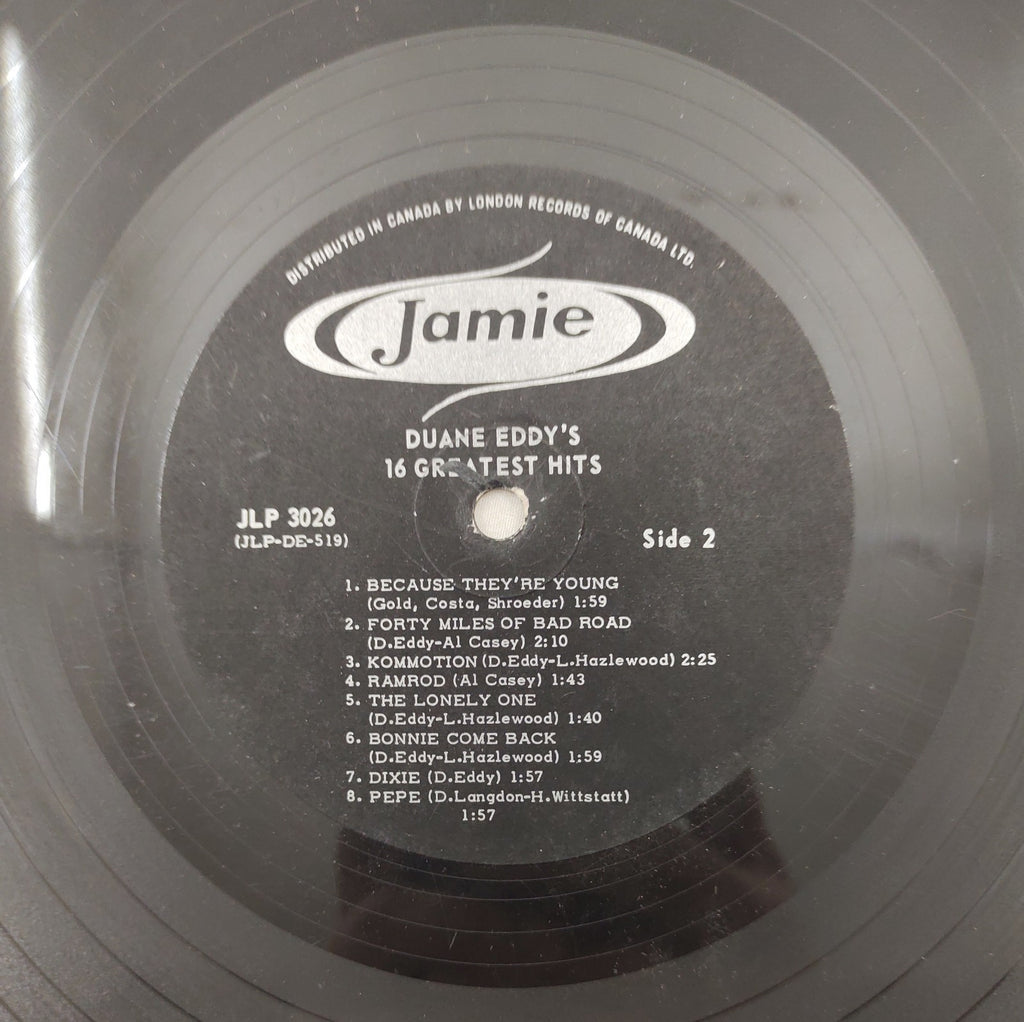 DISTRIBUTED IN CANADA BY LONDON RECORDS OF CANADA LTD.
Jamie
DUANE EDDY'S
16 GREATEST HITS
JLP 3026
(JLP-DE-519)
Side 2
1. BECAUSE THEY'RE YOUNG
(Gold, Costa, Shroeder) 1:59
2. FORTY MILES OF BAD ROAD
(D.Eddy-Al Casey) 2:10
3. KOMMOTION (D.Eddy-L.Hazlewood) 2:25
4. RAMROD (Al Casey) 1:43
5. THE LONELY ONE
(D.Eddy-L.Hazlewood) 1:40
6. BONNIE COME BACK
(D.Eddy-L.Hazlewood) 1:59
7. DIXIE (D.Eddy) 1:57
8. PEPE (D.Langdon-H.Wittstatt)
1:57